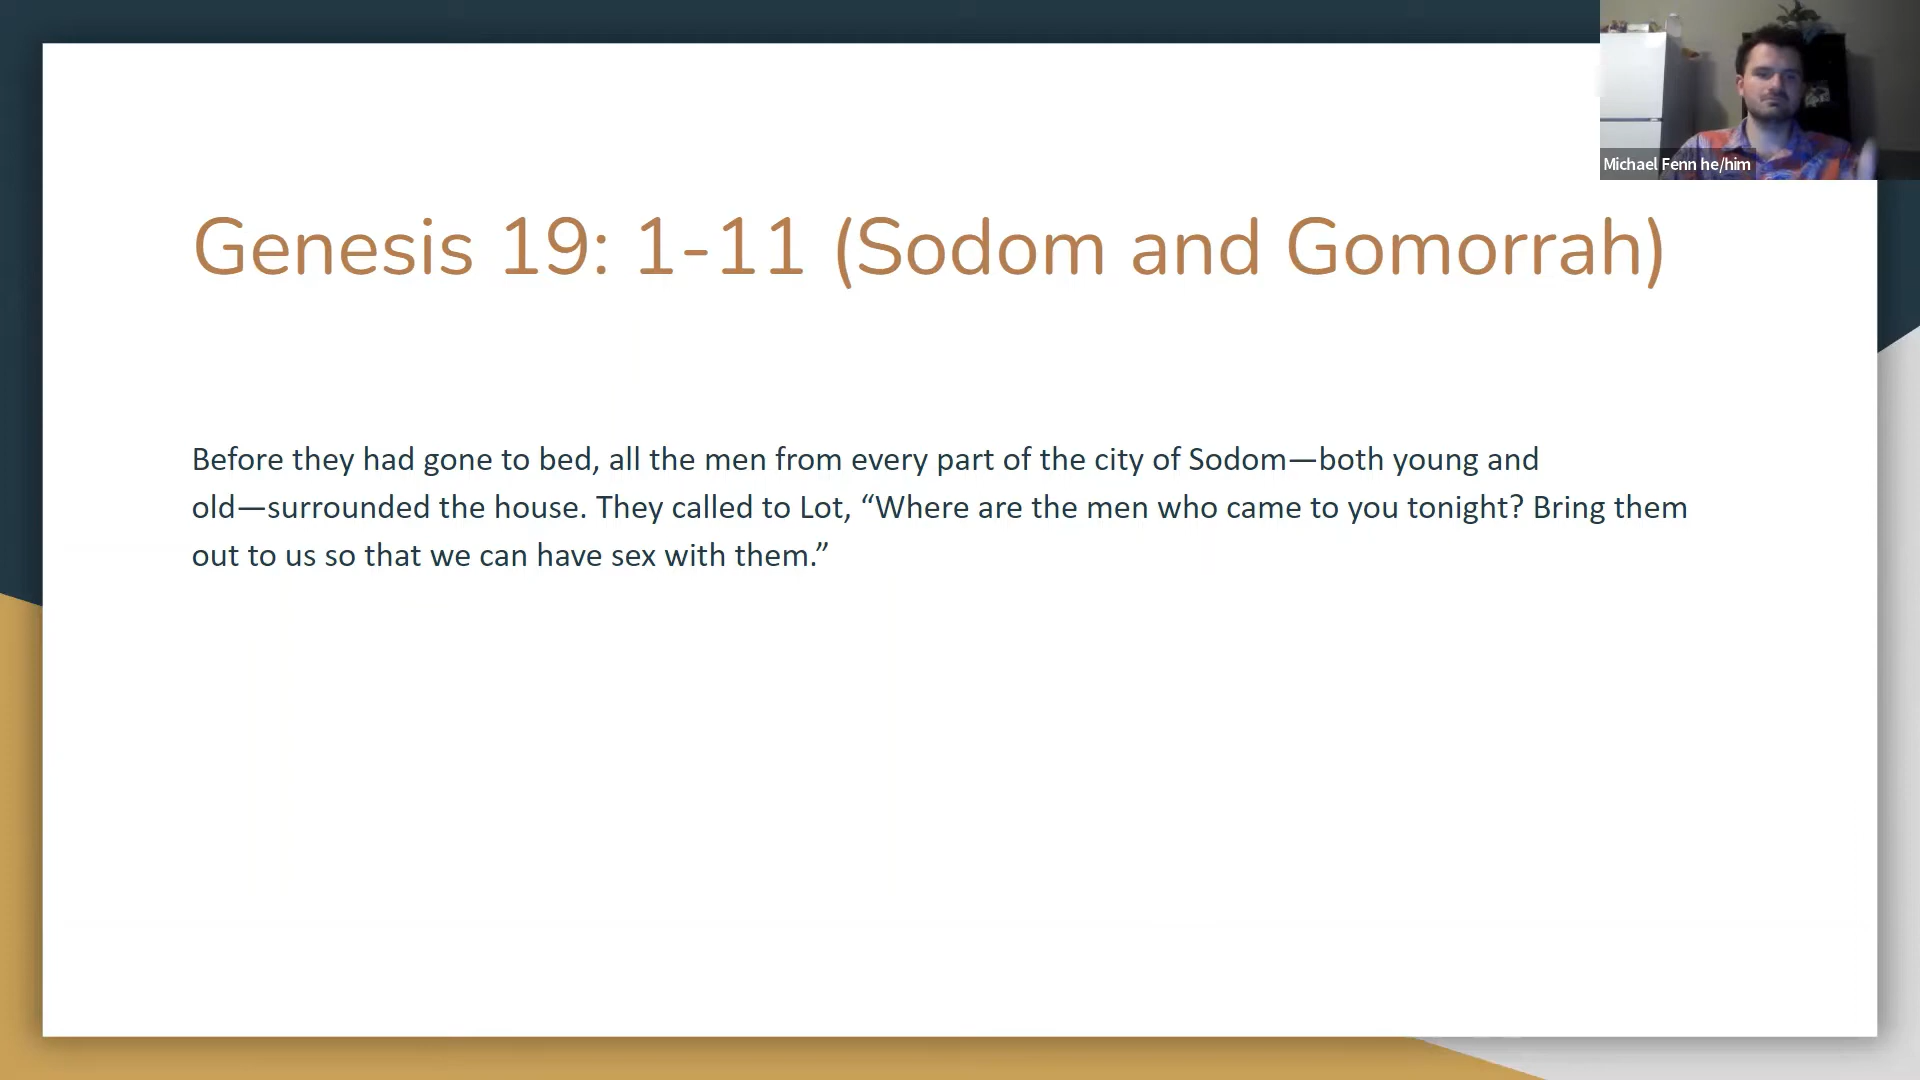 Michael Fenn he/him
Genesis 19: 1-11 (Sodom and Gomorrah)
Before they had gone to bed, all the men from every part of the city of Sodom—both young and
old—surrounded the house. They called to Lot, “Where are the men who came to you tonight? Bring them
out to us so that we can have sex with them.”